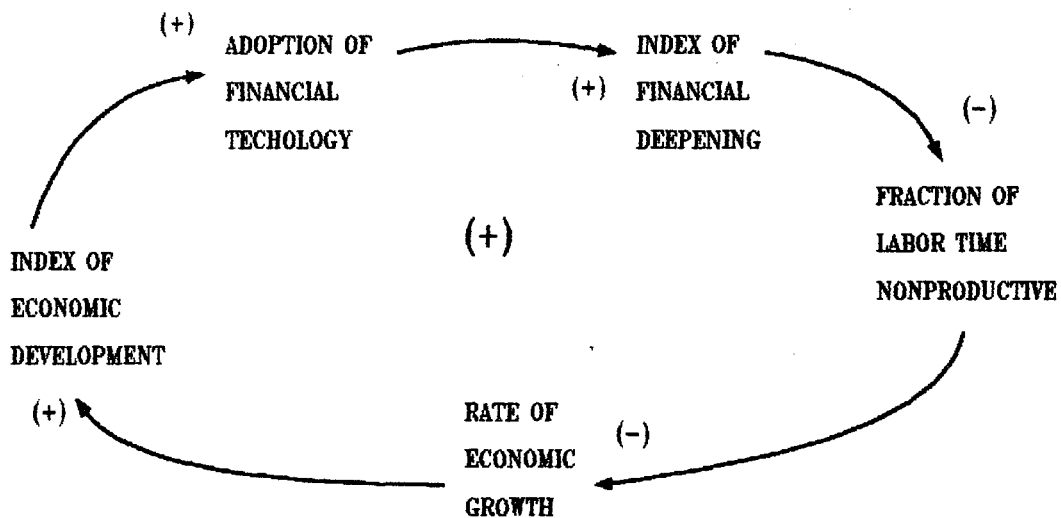 (+)
ADOPTION OF
FINANCIAL
TECHOLOGY
(+)
INDEX OF
FINANCIAL
DEEPENING
(-)
FRACTION OF
LABOR TIME
NONPRODUCTIVE
(+)
INDEX OF
ECONOMIC
DEVELOPMENT
(+)
RATE OF
ECONOMIC
GROWTH
(-)